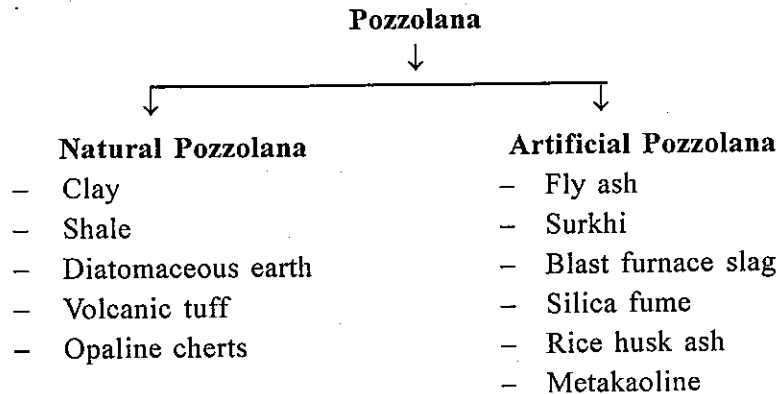 Pozzolana
Natural Pozzolana
– Clay
– Shale
– Diatomaceous earth
– Volcanic tuff
– Opaline cherts
Artificial Pozzolana
– Fly ash
– Surkhi
– Blast furnace slag
– Silica fume
– Rice husk ash
– Metakaoline